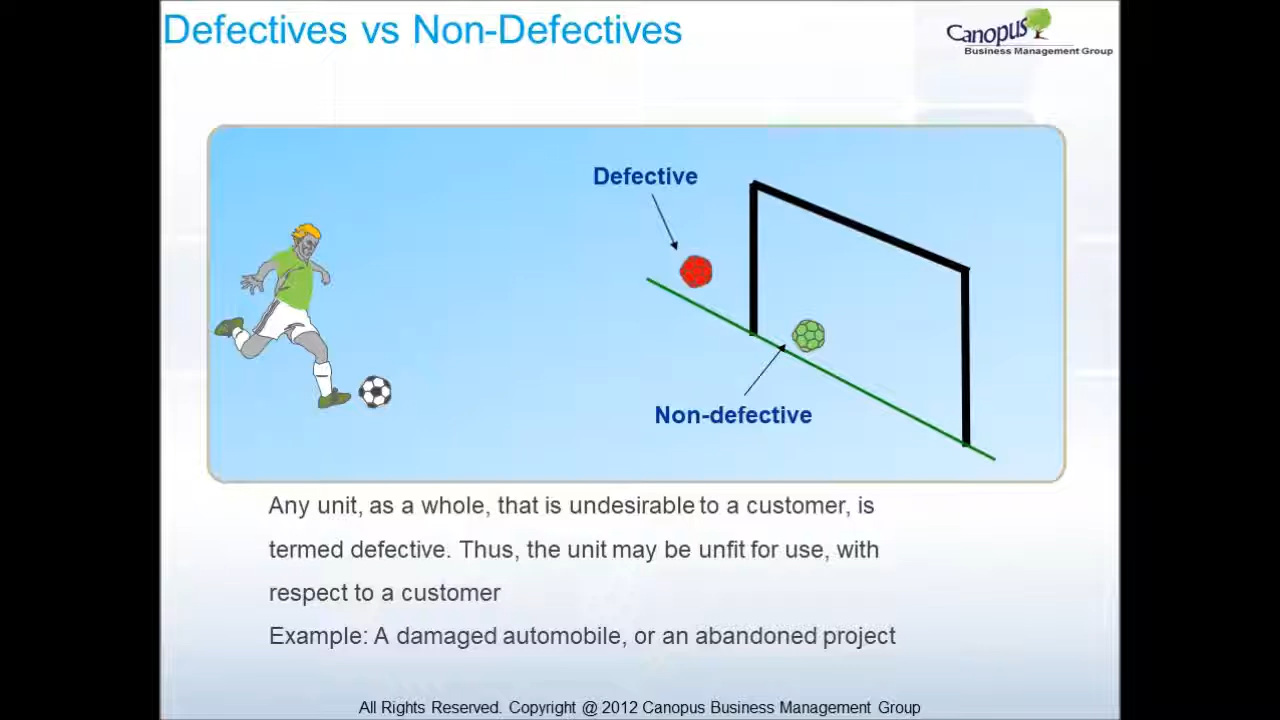 Defectives vs Non-Defectives
Canopus
Business Management Group
Defective
Non-defective
Any unit, as a whole, that is undesirable to a customer, is
termed defective. Thus, the unit may be unfit for use, with
respect to a customer
Example: A damaged automobile, or an abandoned project
All Rights Reserved. Copyright @ 2012 Canopus Business Management Group